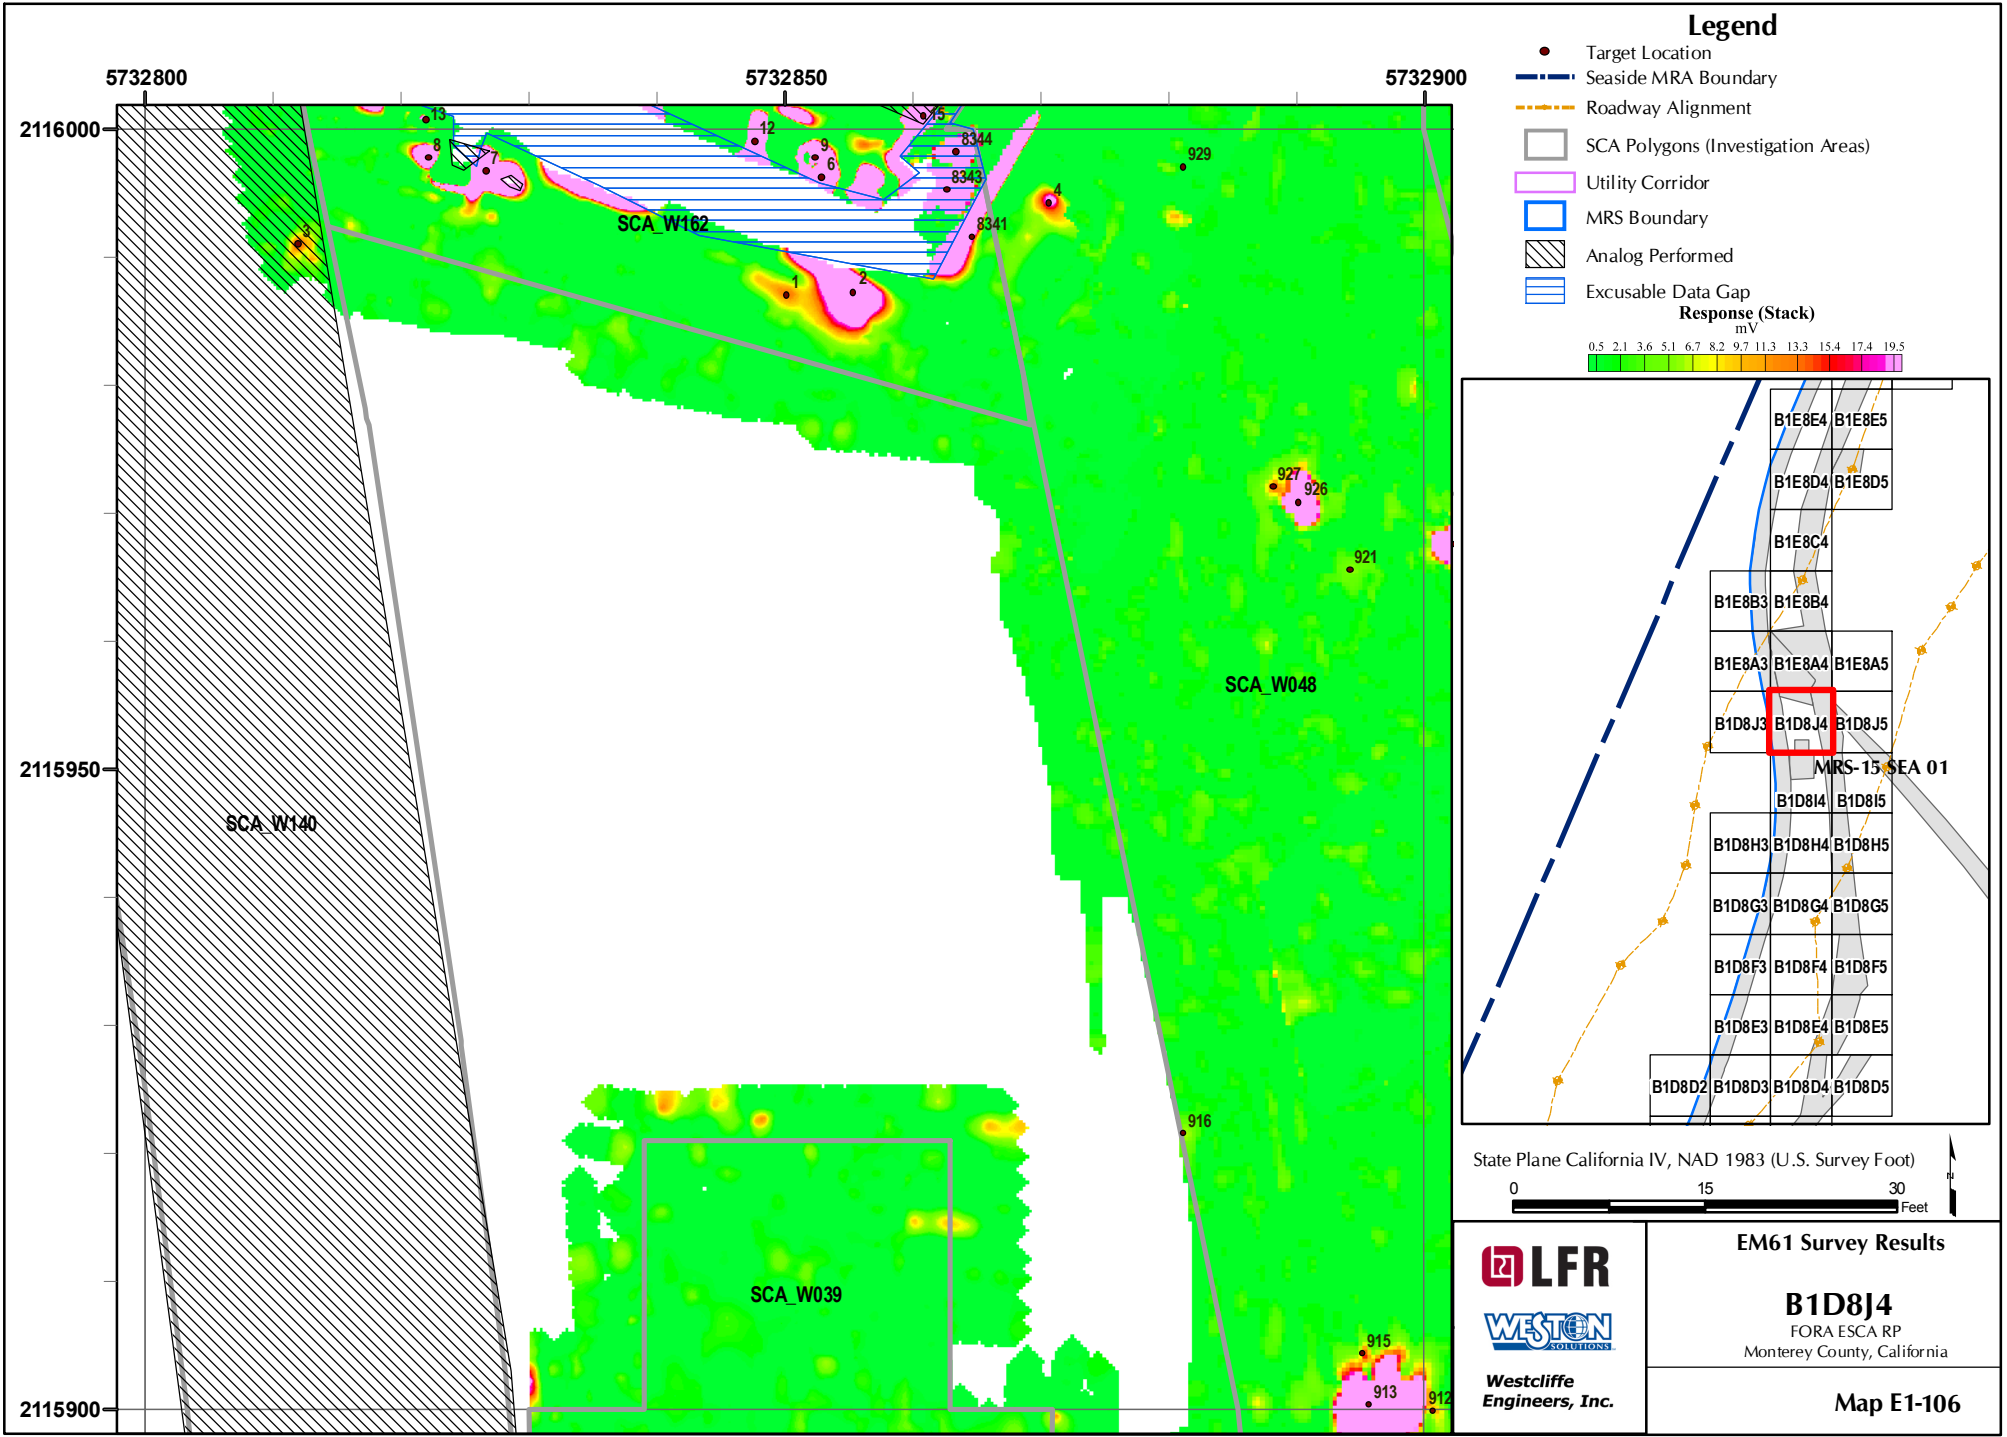 5732800
5732850
5732900
2116000
2115950
2115900
13
8
7
3
12
9
6
15
8344
8343
8341
4
929
SCA_W162
1
2
927
926
921
SCA_W048
SCA_W140
916
SCA_W039
915
913
912
Legend
Target Location
Seaside MRA Boundary
Roadway Alignment
SCA Polygons (Investigation Areas)
Utility Corridor
MRS Boundary
Analog Performed
Excusable Data Gap
Response (Stack)
mV
0.5 2.1 3.6 5.1 6.7 8.2 9.7 11.3 13.3 15.4 17.4 19.5
B1E8E4 B1E8E5
B1E8D4 B1E8D5
B1E8C4
B1E8B3 B1E8B4
B1E8A3 B1E8A4 B1E8A5
B1D8J3 B1D8J4 B1D8J5
MRS-15 SEA 01
B1D8I4 B1D8I5
B1D8H3 B1D8H4 B1D8H5
B1D8G3 B1D8G4 B1D8G5
B1D8F3 B1D8F4 B1D8F5
B1D8E3 B1D8E4 B1D8E5
B1D8D2 B1D8D3 B1D8D4 B1D8D5
State Plane California IV, NAD 1983 (U.S. Survey Foot)
0 15 30
Feet
N
LFR
WESTON
SOLUTIONS
Westcliffe
Engineers, Inc.
EM61 Survey Results
B1D8J4
FORA ESCA RP
Monterey County, California
Map E1-106